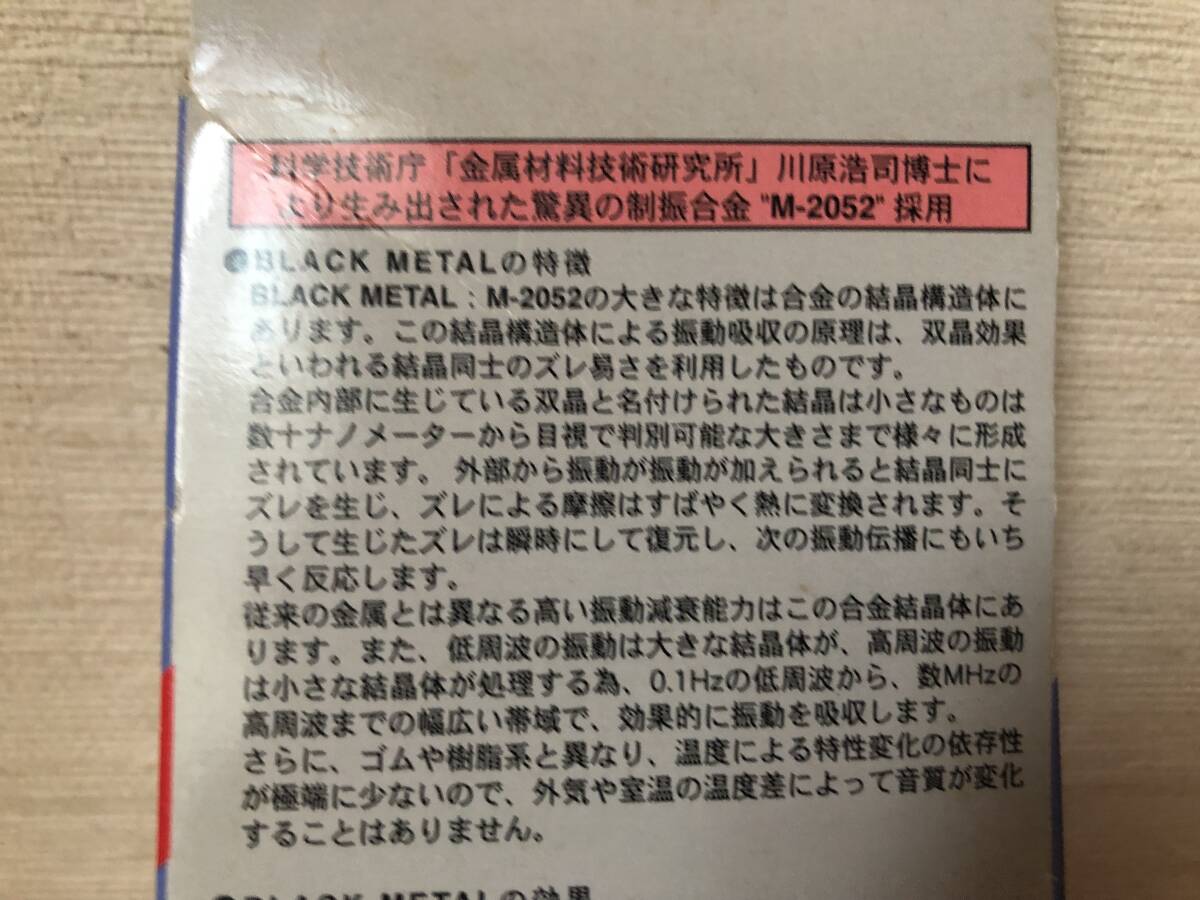 科学技術庁「金属材料技術研究所」川原浩司博士に
より生み出された驚異の制振合金 "M-2052" 採用
●BLACK METALの特徴
BLACK METAL：M-2052の大きな特徴は合金の結晶構造体に
あります。この結晶構造体による振動吸収の原理は、双晶効果
といわれる結晶同士のズレ易さを利用したものです。
合金内部に生じている双晶と名付けられた結晶は小さなものは
数十ナノメーターから目視で判別可能な大きさまで様々に形成
されています。 外部から振動が振動が加えられると結晶同士に
ズレを生じ、ズレによる摩擦はすばやく熱に変換されます。そ
うして生じたズレは瞬時にして復元し、次の振動伝播にもいち
早く反応します。
従来の金属とは異なる高い振動減衰能力はこの合金結晶体にあ
ります。また、低周波の振動は大きな結晶体が、高周波の振動
は小さな結晶体が処理する為、0.1Hzの低周波から、数MHzの
高周波までの幅広い帯域で、効果的に振動を吸収します。
さらに、ゴムや樹脂系と異なり、温度による特性変化の依存性
が極端に少ないので、外気や室温の温度差によって音質が変化
することはありません。
●BLACK METALの効果